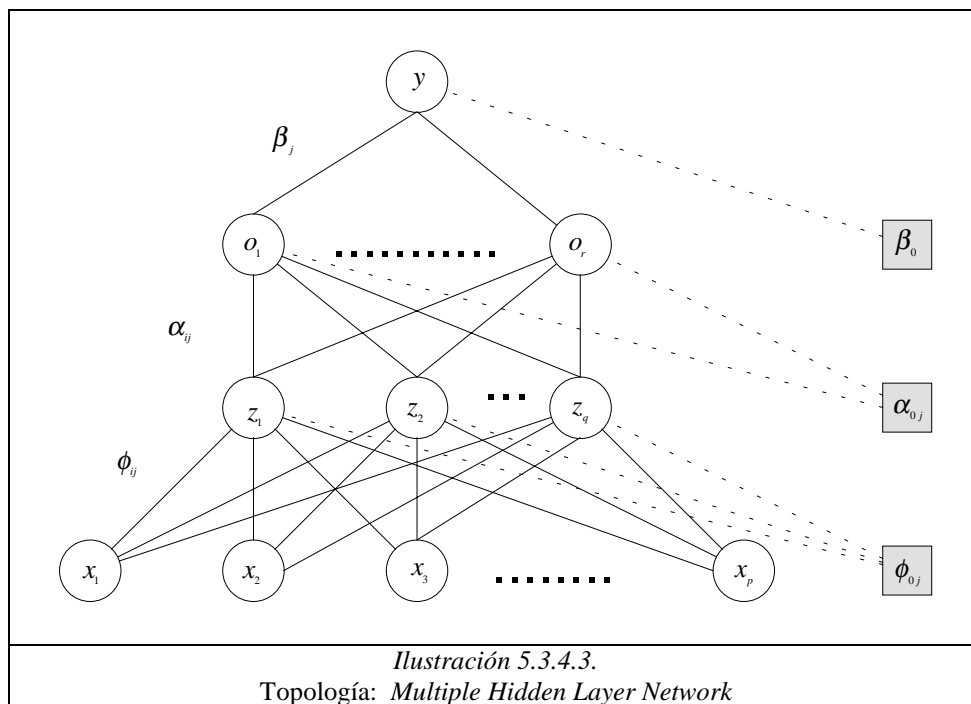 y
β_j
o_1 o_r β_0
α_ij
z_1 z_2 z_q α_0j
φ_ij
x_1 x_2 x_3 x_p φ_0j
Ilustración 5.3.4.3.
Topología: Multiple Hidden Layer Network